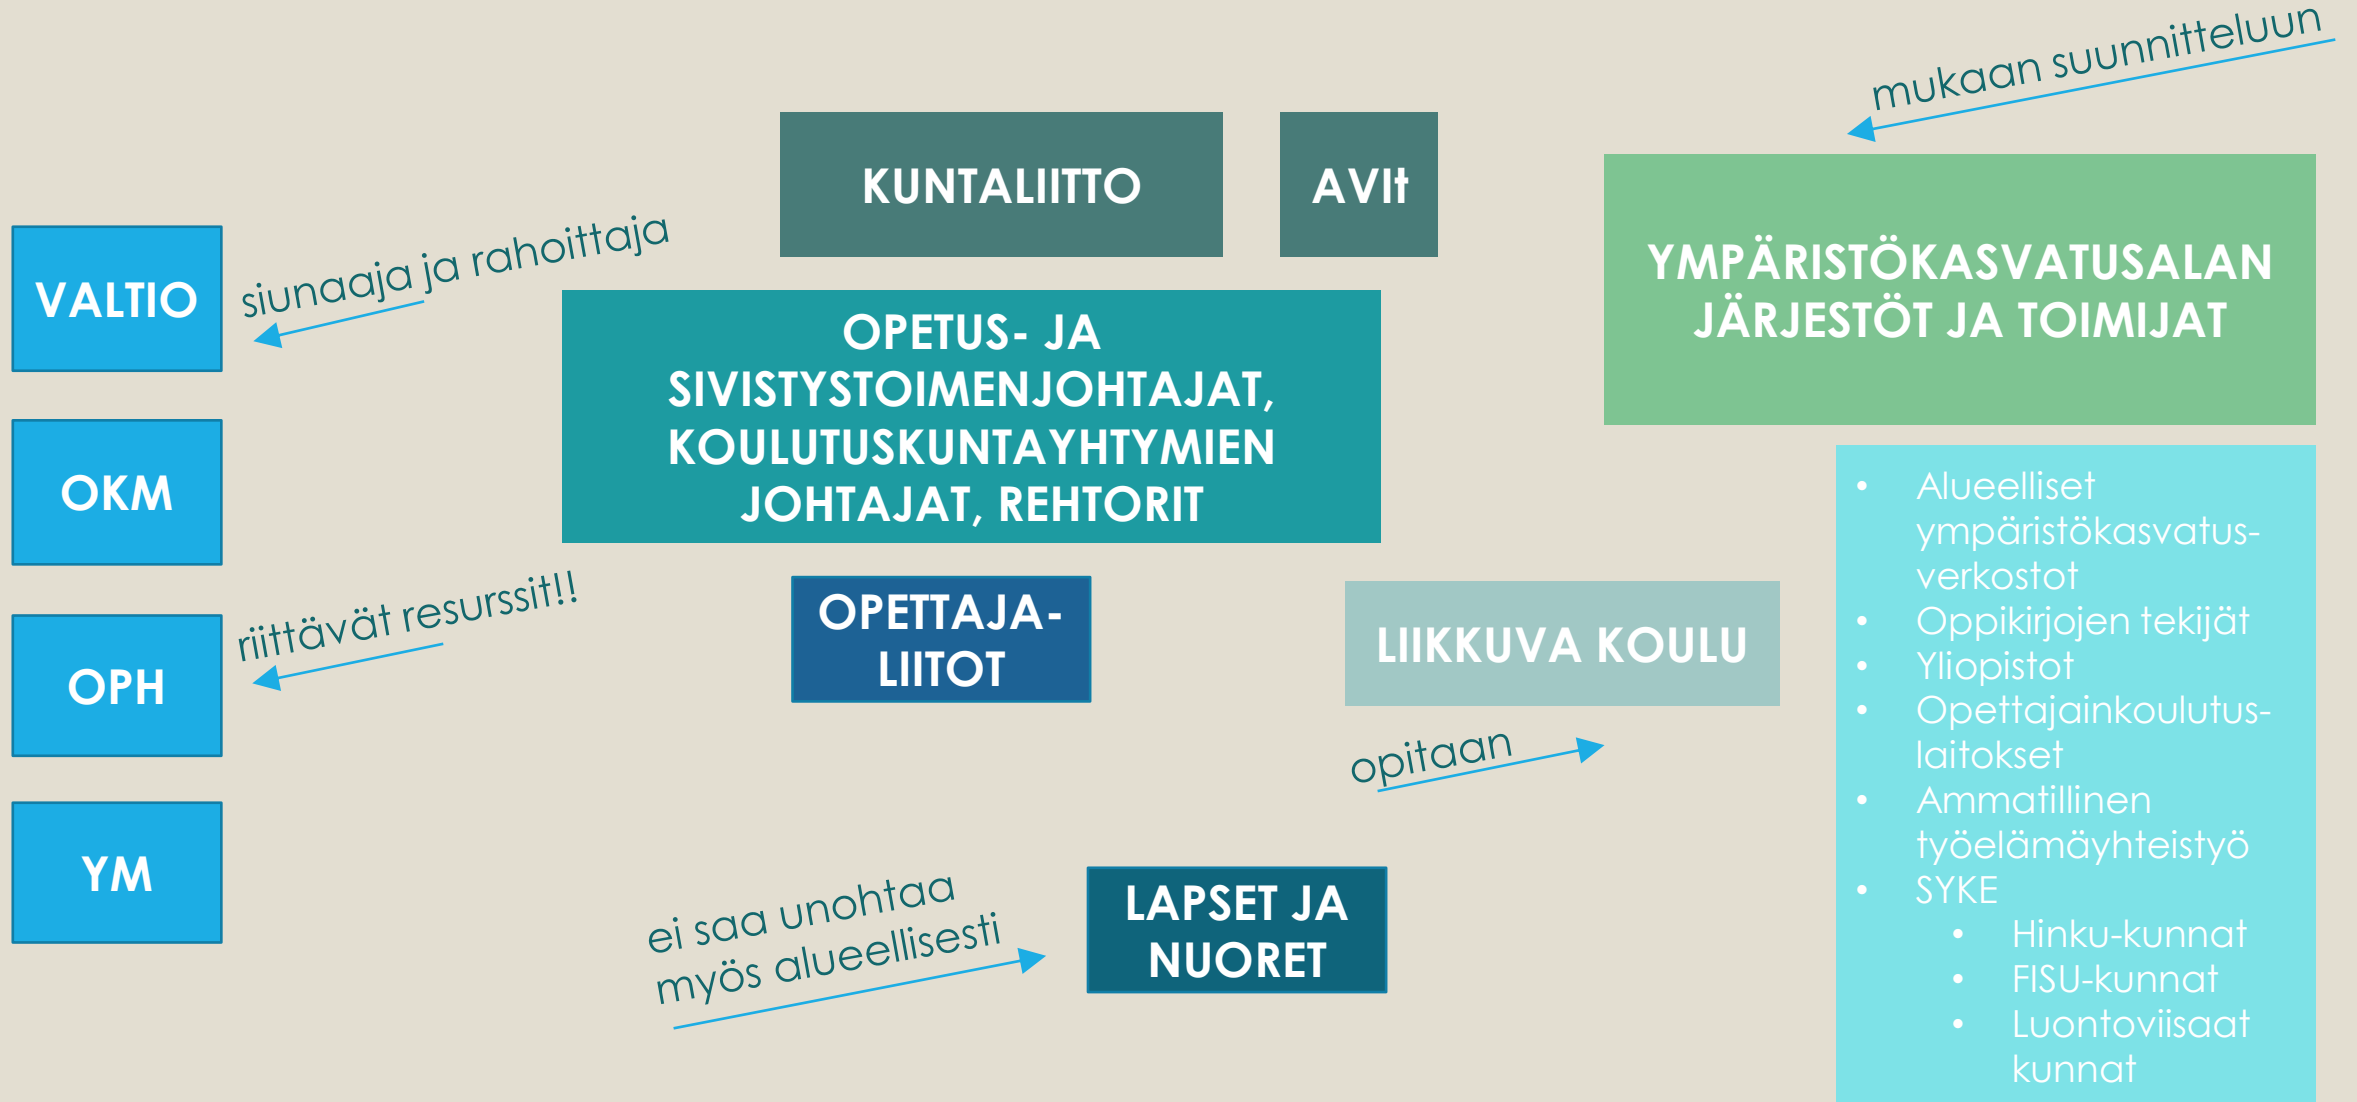 mukaan suunnitteluun
KUNTALIITTO
AVIt
YMPÄRISTÖKASVATUSALAN
JÄRJESTÖT JA TOIMIJAT
VALTIO
siunaaja ja rahoittaja
OPETUS- JA
SIVISTYSTOIMENJOHTAJAT,
KOULUTUSKUNTAYHTYMIEN
JOHTAJAT, REHTORIT
OKM
riittävät resurssit!!
OPH
OPETTAJA-
LIITOT
LIIKKUVA KOULU
opitaan
YM
ei saa unohtaa
myös alueellisesti
LAPSET JA
NUORET
• Alueelliset
ympäristökasvatus-
verkostot
• Oppikirjojen tekijät
• Yliopistot
• Opettajainkoulutus-
laitokset
• Ammatillinen
työelämäyhteistyö
• SYKE
• Hinku-kunnat
• FISU-kunnat
• Luontoviisaat
kunnat